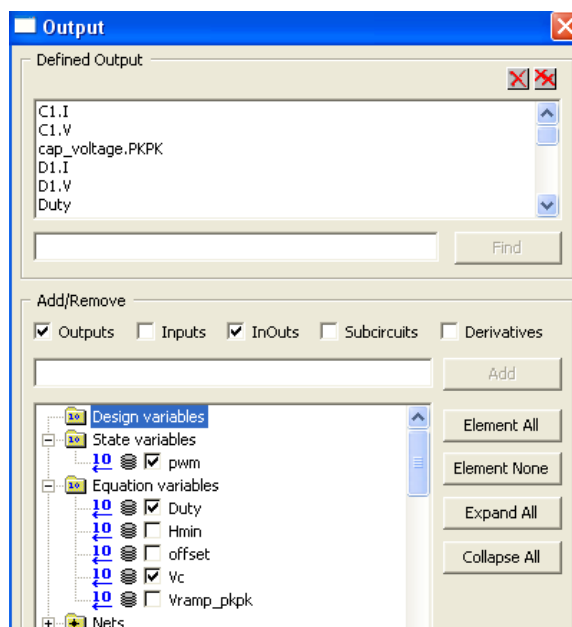 Output
Defined Output
C1.I
C1.V
cap_voltage.PKPK
D1.I
D1.V
Duty
Find
Add/Remove
Outputs Inputs InOuts Subcircuits Derivatives
Add
Design variables
Element All
State variables
pwm
Element None
Equation variables
Duty
Expand All
Hmin
offset
Collapse All
Vc
Vramp_pkpk
Nets